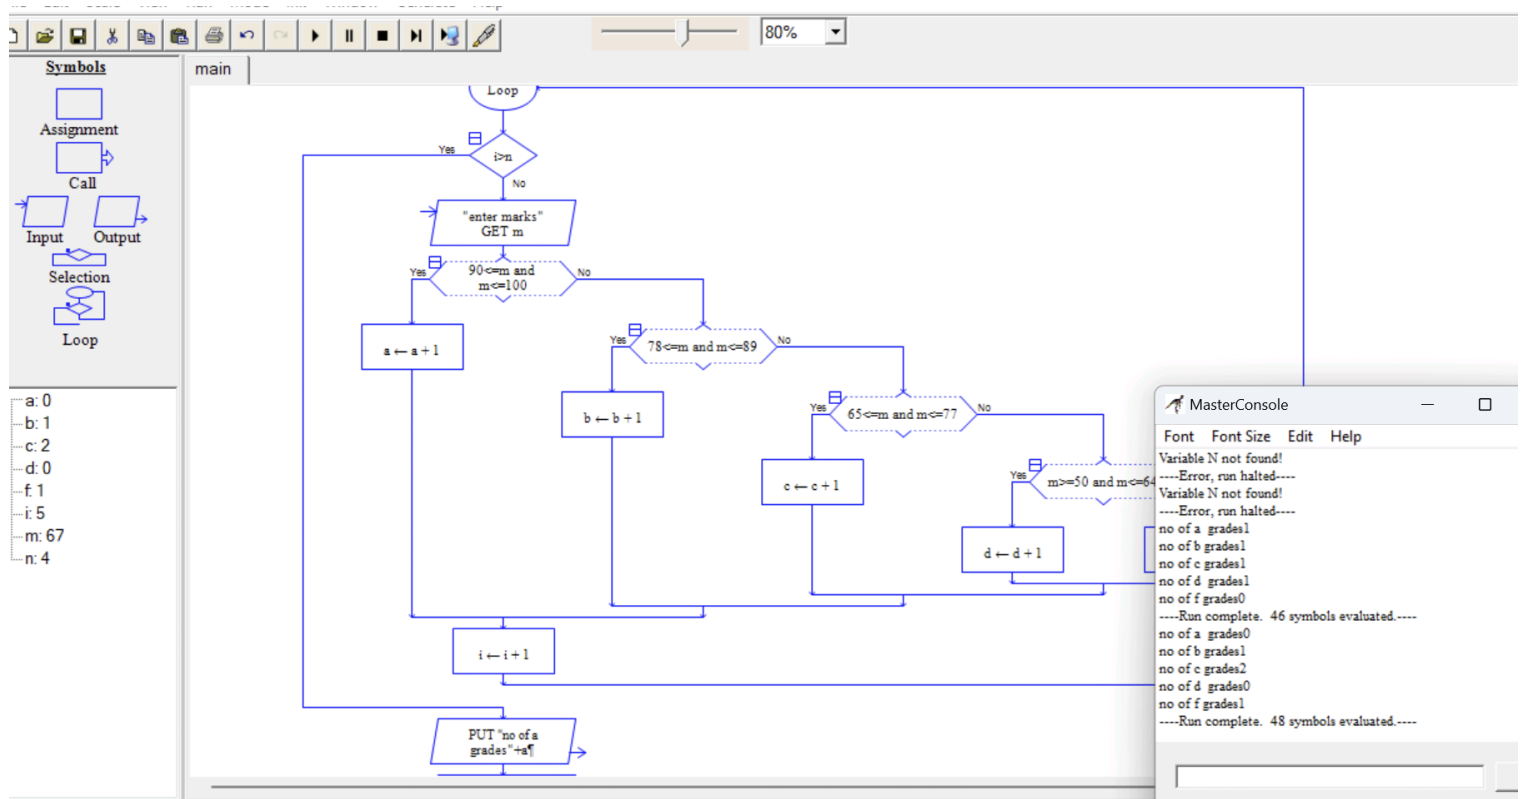 80%
Symbols
main
Assignment
Call
Input Output
Selection
Loop
a: 0
b: 1
c: 2
d: 0
f: 1
i: 5
m: 67
n: 4
Loop
Yes
i>n
No
"enter marks"
GET m
Yes
90<=m and
m<=100
No
a ← a + 1
Yes
78<=m and m<=89
No
b ← b + 1
Yes
65<=m and m<=77
No
c ← c + 1
Yes
m>=50 and m<=64
d ← d + 1
i ← i + 1
PUT "no of a
grades"+a¶
MasterConsole
Font Font Size Edit Help
Variable N not found!
----Error, run halted----
Variable N not found!
----Error, run halted----
no of a  grades1
no of b grades1
no of c grades1
no of d  grades1
no of f grades0
----Run complete.  46 symbols evaluated.----
no of a  grades0
no of b grades1
no of c grades2
no of d  grades0
no of f grades1
----Run complete.  48 symbols evaluated.----